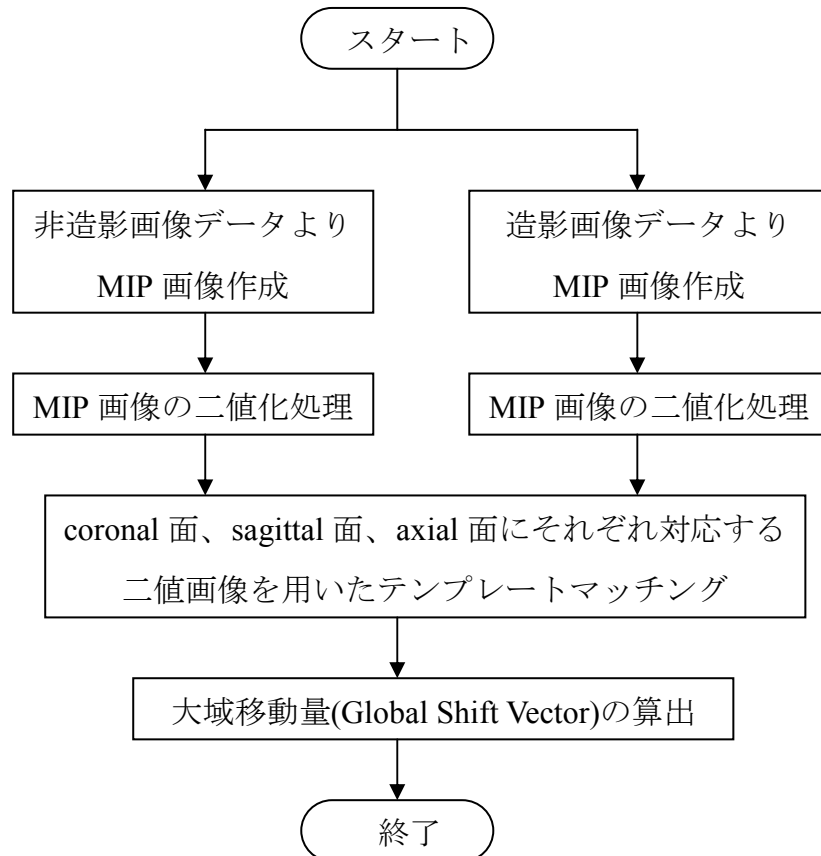 スタート
非造影画像データより
MIP 画像作成
造影画像データより
MIP 画像作成
MIP 画像の二値化処理
MIP 画像の二値化処理
coronal 面、sagittal 面、axial 面にそれぞれ対応する
二値画像を用いたテンプレートマッチング
大域移動量(Global Shift Vector)の算出
終了